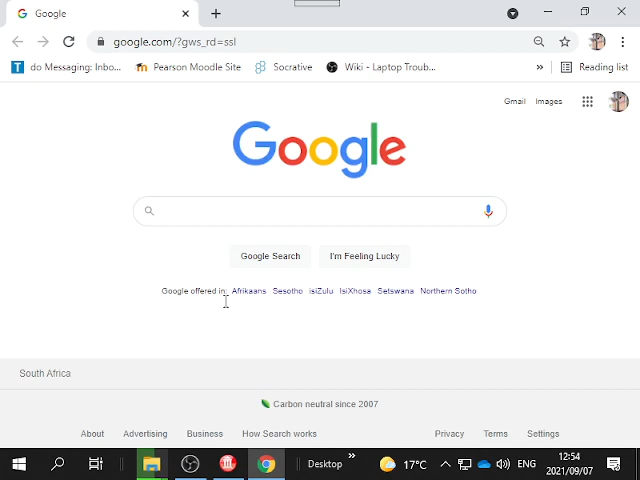 Google
google.com/?gws_rd=ssl
do Messaging: Inbo... Pearson Moodle Site Socrative Wiki - Laptop Troub... » Reading list
Gmail Images
Google
Google Search I'm Feeling Lucky
Google offered in: Afrikaans Sesotho isiZulu IsiXhosa Setswana Northern Sotho
South Africa
Carbon neutral since 2007
About Advertising Business How Search works Privacy Terms Settings
Desktop » 17°C ENG 12:54
2021/09/07